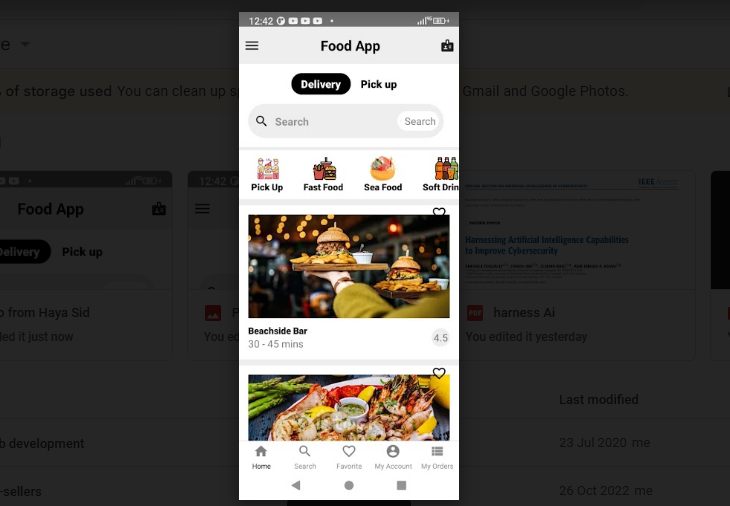 12:42
Food App
Delivery
Pick up
Search
Search
Pick Up
Fast Food
Sea Food
Soft Drin
Beachside Bar
30 - 45 mins
4.5
Home
Search
Favorite
My Account
My Orders
e
of storage used You can clean up s
Gmail and Google Photos.
12:42
Food App
Delivery
Pick up
from Haya Sid
ed it just now
P
You ed
IEEE
Harnessing Artificial Intelligence Capabilities
to Improve Cybersecurity
PDF
harness Ai
You edited it yesterday
Last modified
b development
23 Jul 2020 me
-sellers
26 Oct 2022 me